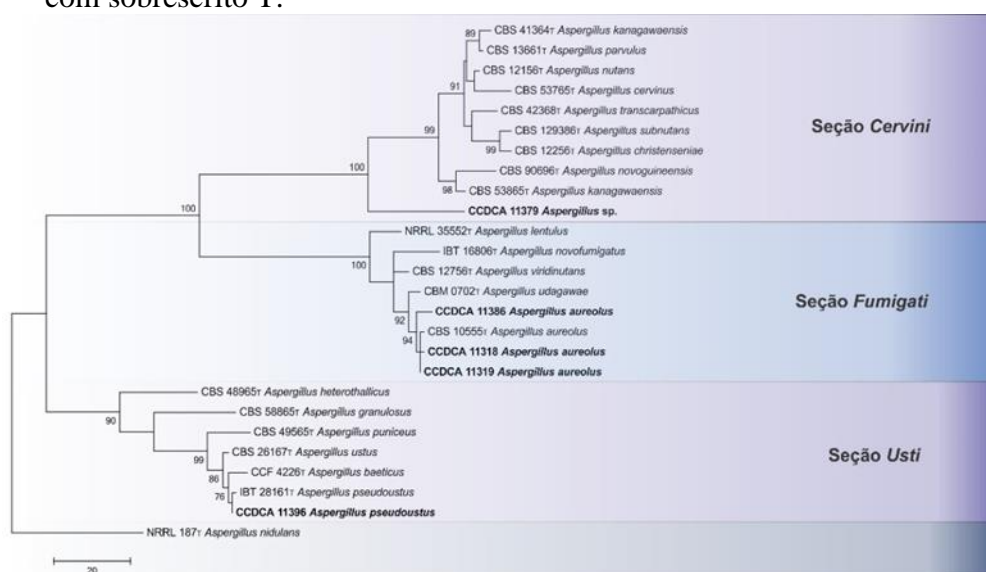 com sobrescrito T.
89
CBS 41364T Aspergillus kanagawaensis
CBS 13661T Aspergillus parvulus
CBS 12156T Aspergillus nutans
91
CBS 53765T Aspergillus cervinus
CBS 42368T Aspergillus transcarpathicus
Seção Cervini
99
CBS 129386T Aspergillus subnutans
99
CBS 12256T Aspergillus christenseniae
100
CBS 90696T Aspergillus novoguineensis
98
CBS 53865T Aspergillus kanagawaensis
100
CCDCA 11379 Aspergillus sp.
NRRL 35552T Aspergillus lentulus
IBT 16806T Aspergillus novofumigatus
100
CBS 12756T Aspergillus viridinutans
CBM 0702T Aspergillus udagawae
Seção Fumigati
92
CCDCA 11386 Aspergillus aureolus
CBS 10555T Aspergillus aureolus
94
CCDCA 11318 Aspergillus aureolus
CCDCA 11319 Aspergillus aureolus
CBS 48965T Aspergillus heterothallicus
90
CBS 58865T Aspergillus granulosus
CBS 49565T Aspergillus puniceus
99
CBS 26167T Aspergillus ustus
Seção Usti
86
CCF 4226T Aspergillus baeticus
76
IBT 28161T Aspergillus pseudoustus
CCDCA 11396 Aspergillus pseudoustus
NRRL 187T Aspergillus nidulans
20